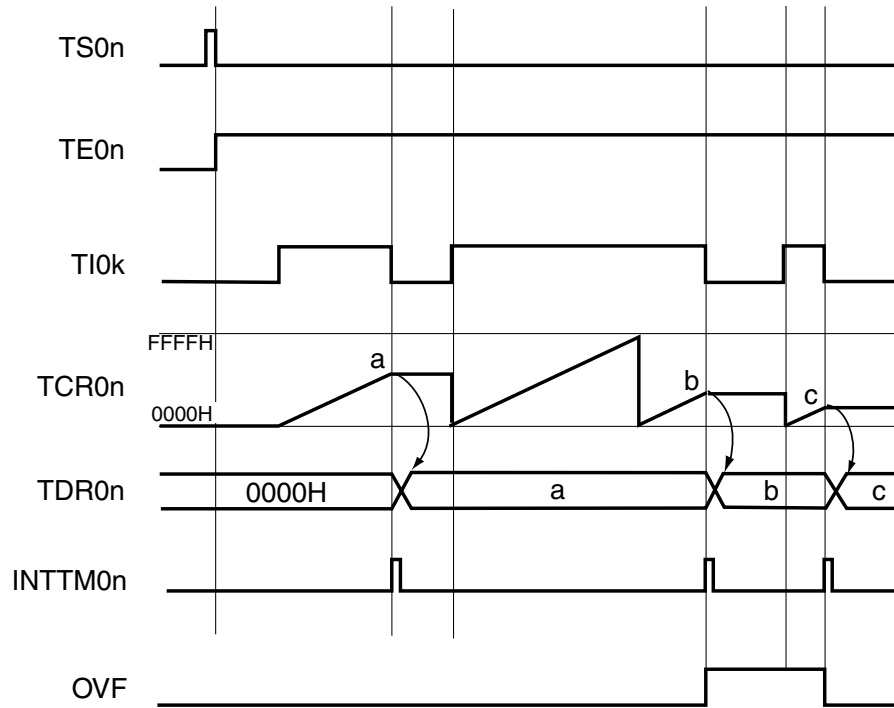 TS0n
TE0n
TI0k
FFFFH
a
TCR0n
b
c
0000H
TDR0n
0000H
a
b
c
INTTM0n
OVF